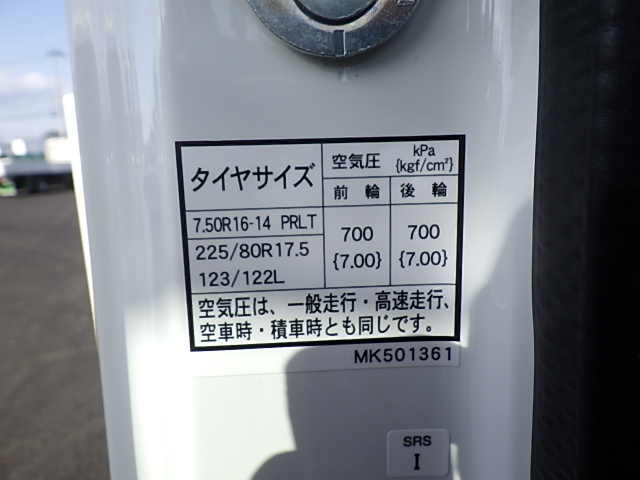 タイヤサイズ 空気圧 kPa {kgf/cm²}
前輪 後輪
7.50R16-14 PRLT 700 {7.00} 700 {7.00}
225/80R17.5
123/122L
空気圧は、一般走行・高速走行、
空車時・積車時とも同じです。
MK501361
SRS
I